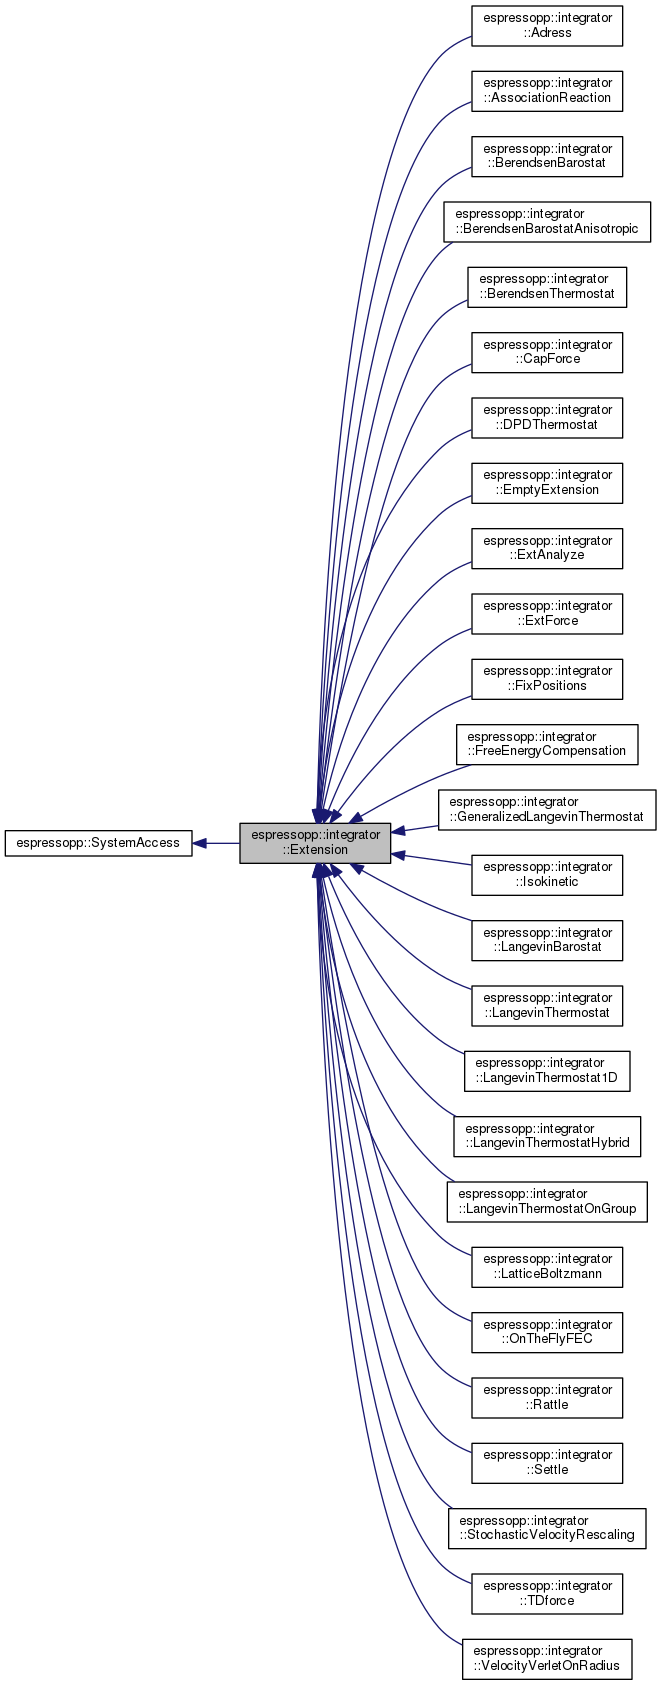 espressopp::SystemAccess
espressopp::integrator
::Extension
espressopp::integrator
::Adress
espressopp::integrator
::AssociationReaction
espressopp::integrator
::BerendsenBarostat
espressopp::integrator
::BerendsenBarostatAnisotropic
espressopp::integrator
::BerendsenThermostat
espressopp::integrator
::CapForce
espressopp::integrator
::DPDThermostat
espressopp::integrator
::EmptyExtension
espressopp::integrator
::ExtAnalyze
espressopp::integrator
::ExtForce
espressopp::integrator
::FixPositions
espressopp::integrator
::FreeEnergyCompensation
espressopp::integrator
::GeneralizedLangevinThermostat
espressopp::integrator
::Isokinetic
espressopp::integrator
::LangevinBarostat
espressopp::integrator
::LangevinThermostat
espressopp::integrator
::LangevinThermostat1D
espressopp::integrator
::LangevinThermostatHybrid
espressopp::integrator
::LangevinThermostatOnGroup
espressopp::integrator
::LatticeBoltzmann
espressopp::integrator
::OnTheFlyFEC
espressopp::integrator
::Rattle
espressopp::integrator
::Settle
espressopp::integrator
::StochasticVelocityRescaling
espressopp::integrator
::TDforce
espressopp::integrator
::VelocityVerletOnRadius